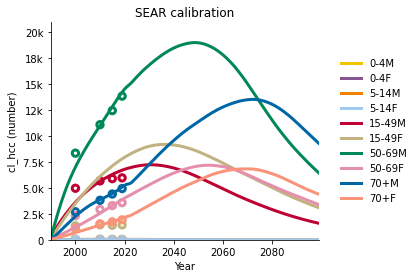 SEAR calibration
20k
18k
15k
12k
10k
7.5k
5.0k
2.5k
0
cl_hcc (number)
2000 2020 2040 2060 2080
Year
0-4M
0-4F
5-14M
5-14F
15-49M
15-49F
50-69M
50-69F
70+M
70+F